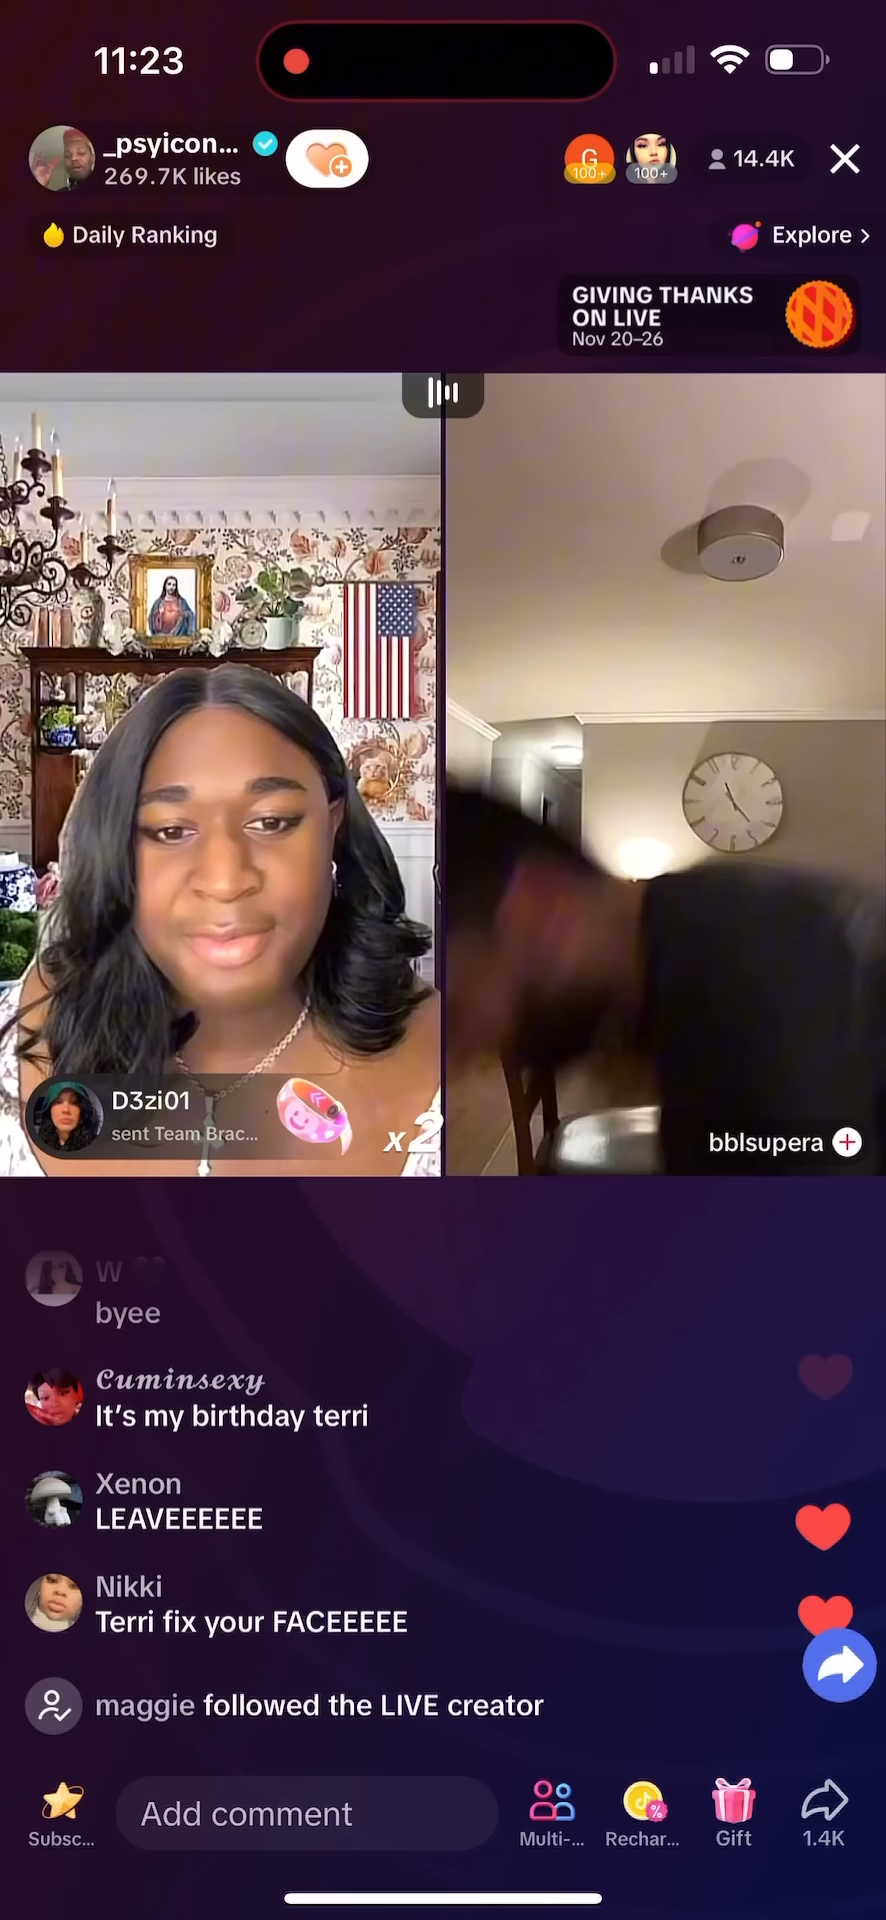 11:23
_psyicon...
269.7K likes
G
100+
100+
14.4K
Daily Ranking
Explore
GIVING THANKS
ON LIVE
Nov 20–26
D3zi01
sent Team Brac...
x2
bblsupera
W
byee
Cuminsexy
It's my birthday terri
Xenon
LEAVEEEEEE
Nikki
Terri fix your FACEEEEE
maggie followed the LIVE creator
Add comment
Subsc...
Multi-...
Rechar...
Gift
1.4K